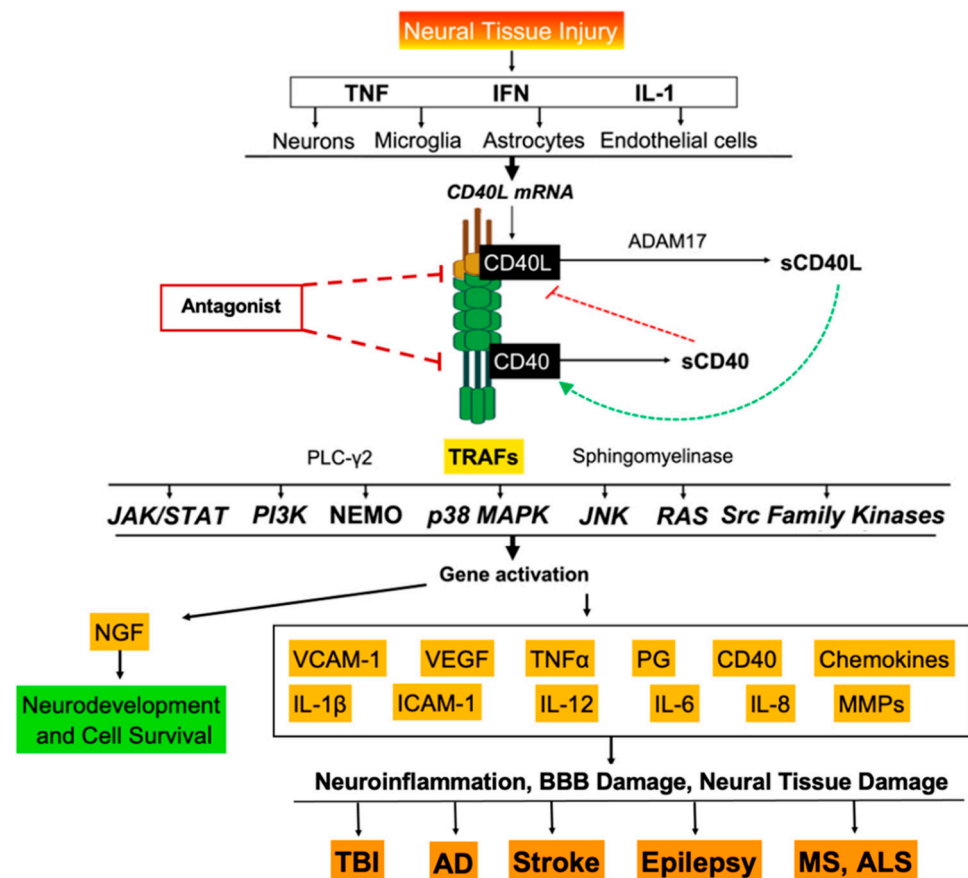 Neural Tissue Injury
TNF IFN IL-1
Neurons Microglia Astrocytes Endothelial cells
CD40L mRNA
ADAM17
CD40L sCD40L
Antagonist
CD40 sCD40
PLC-γ2 TRAFs Sphingomyelinase
JAK/STAT PI3K NEMO p38 MAPK JNK RAS Src Family Kinases
Gene activation
NGF
VCAM-1 VEGF TNFα PG CD40 Chemokines
IL-1β ICAM-1 IL-12 IL-6 IL-8 MMPs
Neurodevelopment
and Cell Survival
Neuroinflammation, BBB Damage, Neural Tissue Damage
TBI AD Stroke Epilepsy MS, ALS